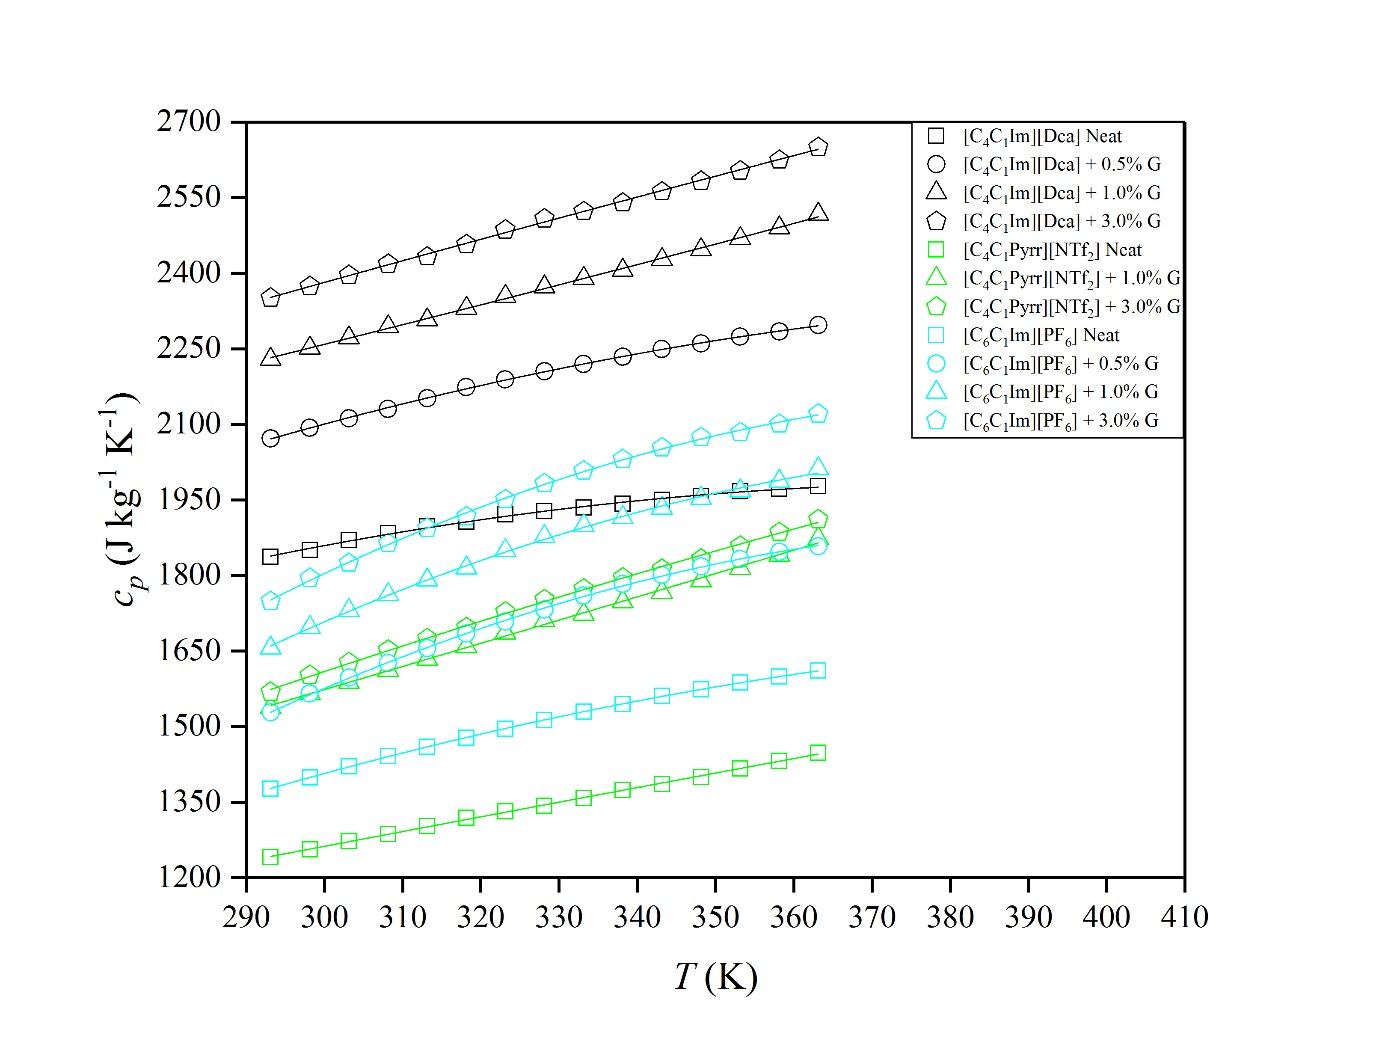 2700
2550
2400
2250
2100
1950
1800
1650
1500
1350
1200
c_p (J kg⁻¹ K⁻¹)
[C₄C₁Im][Dca] Neat
[C₄C₁Im][Dca] + 0.5% G
[C₄C₁Im][Dca] + 1.0% G
[C₄C₁Im][Dca] + 3.0% G
[C₄C₁Pyrr][NTf₂] Neat
[C₄C₁Pyrr][NTf₂] + 1.0% G
[C₄C₁Pyrr][NTf₂] + 3.0% G
[C₆C₁Im][PF₆] Neat
[C₆C₁Im][PF₆] + 0.5% G
[C₆C₁Im][PF₆] + 1.0% G
[C₆C₁Im][PF₆] + 3.0% G
290 300 310 320 330 340 350 360 370 380 390 400 410
T (K)